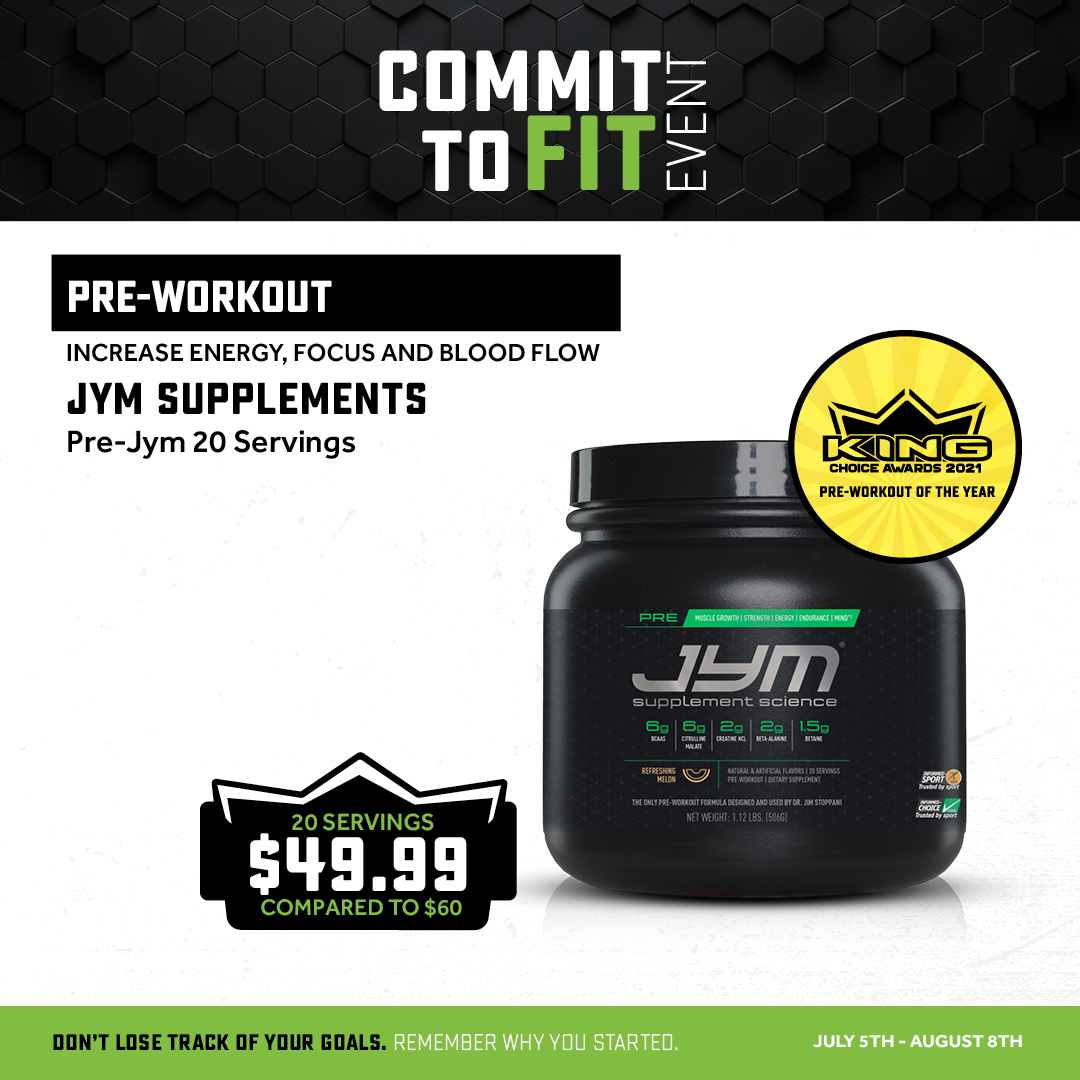 COMMIT
TO FIT
EVENT
PRE-WORKOUT
INCREASE ENERGY, FOCUS AND BLOOD FLOW
JYM SUPPLEMENTS
Pre-Jym 20 Servings
KING
CHOICE AWARDS 2021
PRE-WORKOUT OF THE YEAR
PRE MUSCLE GROWTH | STRENGTH | ENERGY | ENDURANCE | MIND*¹
JYM®
supplement science
6g 6g 2g 2g 1.5g
BCAAS CITRULLINE MALATE CREATINE HCL BETA-ALANINE BETAINE
REFRESHING MELON
NATURAL & ARTIFICIAL FLAVORS | 20 SERVINGS
PRE-WORKOUT | DIETARY SUPPLEMENT
THE ONLY PRE-WORKOUT FORMULA DESIGNED AND USED BY DR. JIM STOPPANI
NET WEIGHT: 1.12 LBS. (506G)
INFORMED
SPORT
Trusted by sport
INFORMED-
CHOICE
Trusted by sport
20 SERVINGS
$49.99
COMPARED TO $60
DON'T LOSE TRACK OF YOUR GOALS. REMEMBER WHY YOU STARTED.
JULY 5TH - AUGUST 8TH